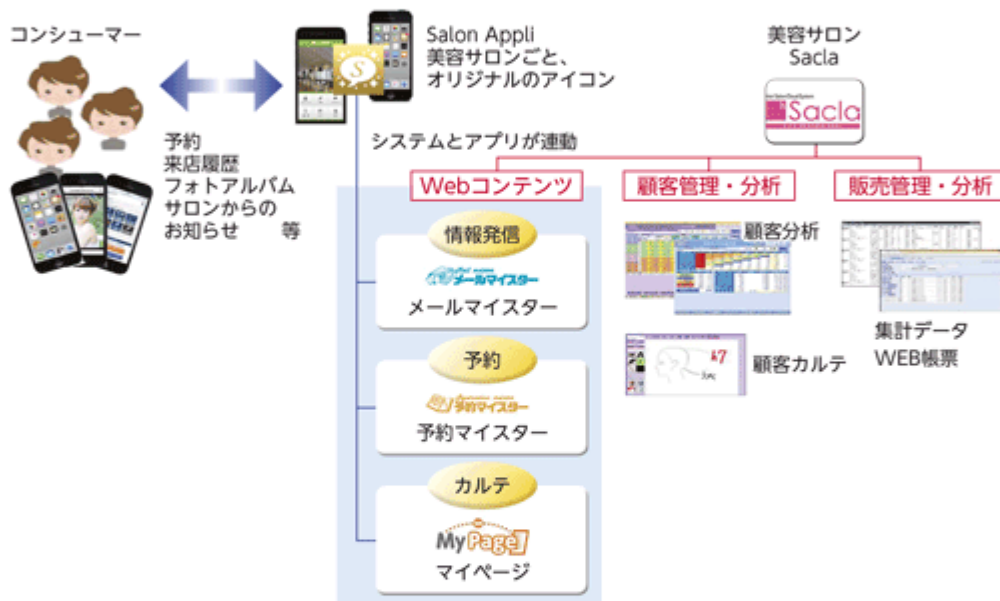 コンシューマー
予約
来店履歴
フォトアルバム
サロンからの
お知らせ 等
Salon Appli
美容サロンごと、
オリジナルのアイコン
システムとアプリが連動
美容サロン
Sacla
Sacla
Webコンテンツ
情報発信
メールマイスター
メールマイスター
予約
予約マイスター
予約マイスター
カルテ
MyPage
マイページ
顧客管理・分析
顧客分析
顧客カルテ
販売管理・分析
集計データ
WEB帳票